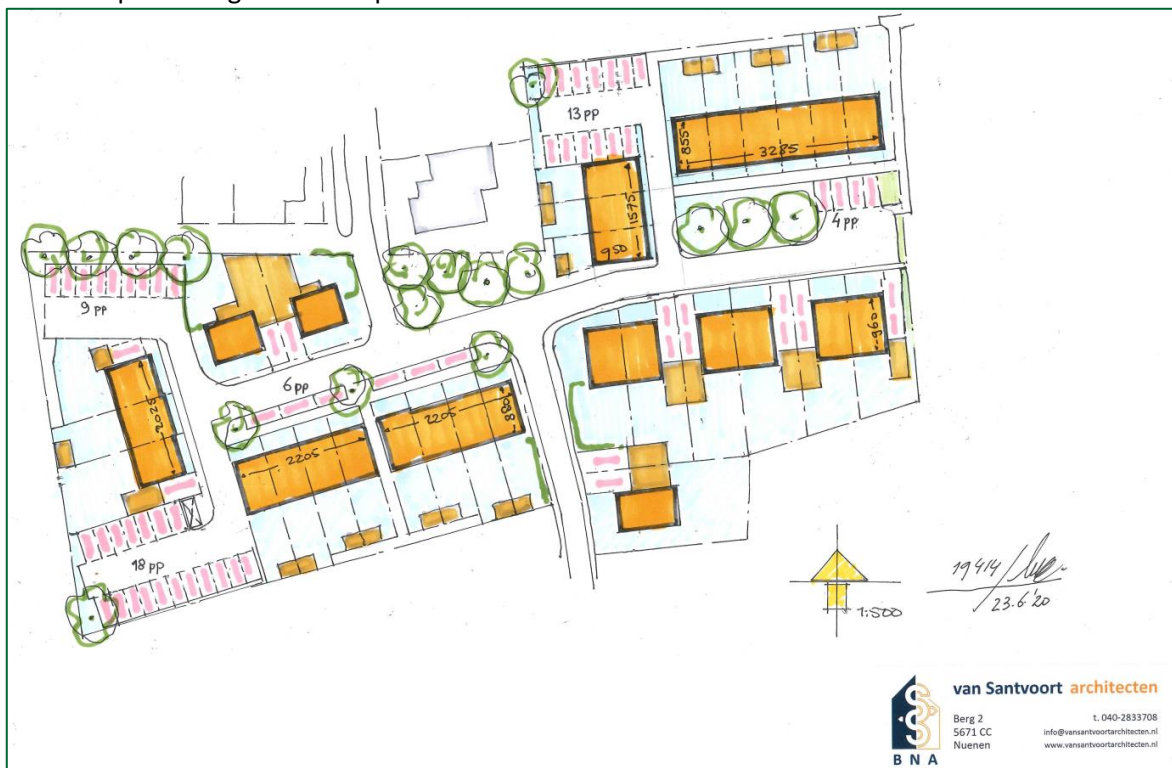 13 pp
855
3285
1575
950
4 pp
9 pp
960
6 pp
2025
2205
2205
880
18 pp
1:500
19414
23.6.'20
van Santvoort architecten
Berg 2
t. 040-2833708
5671 CC
info@vansantvoortarchitecten.nl
Nuenen
www.vansantvoortarchitecten.nl
BNA